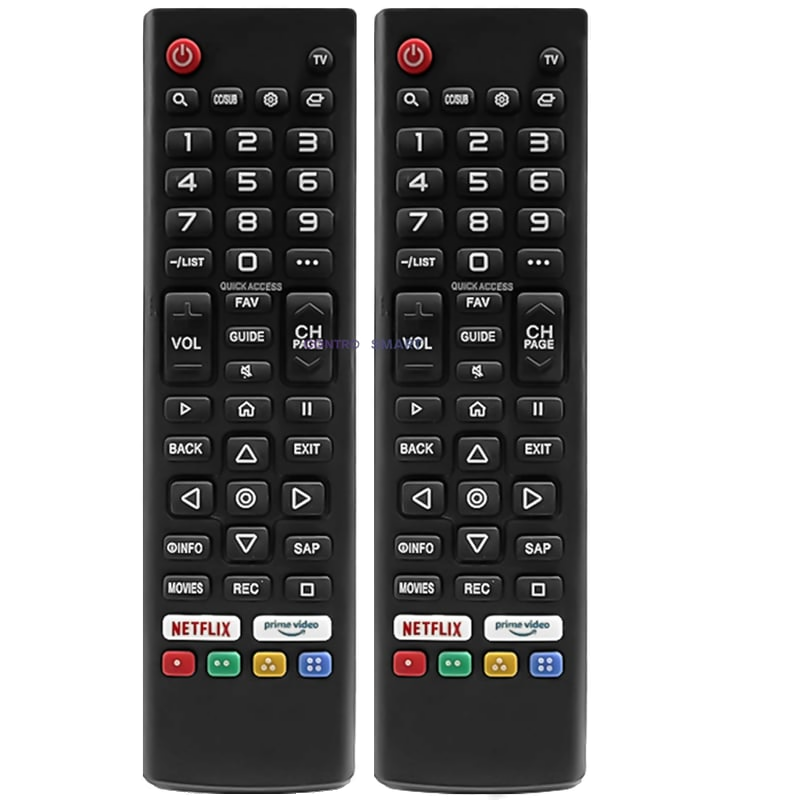 TV
CC/SUB
1 2 3
4 5 6
7 8 9
-/LIST 0 •••
QUICK ACCESS
FAV
VOL GUIDE CH
PAGE
BACK EXIT
INFO SAP
MOVIES REC
NETFLIX prime video
TV
CC/SUB
1 2 3
4 5 6
7 8 9
-/LIST 0 •••
QUICK ACCESS
FAV
VOL GUIDE CH
PAGE
BACK EXIT
INFO SAP
MOVIES REC
NETFLIX prime video